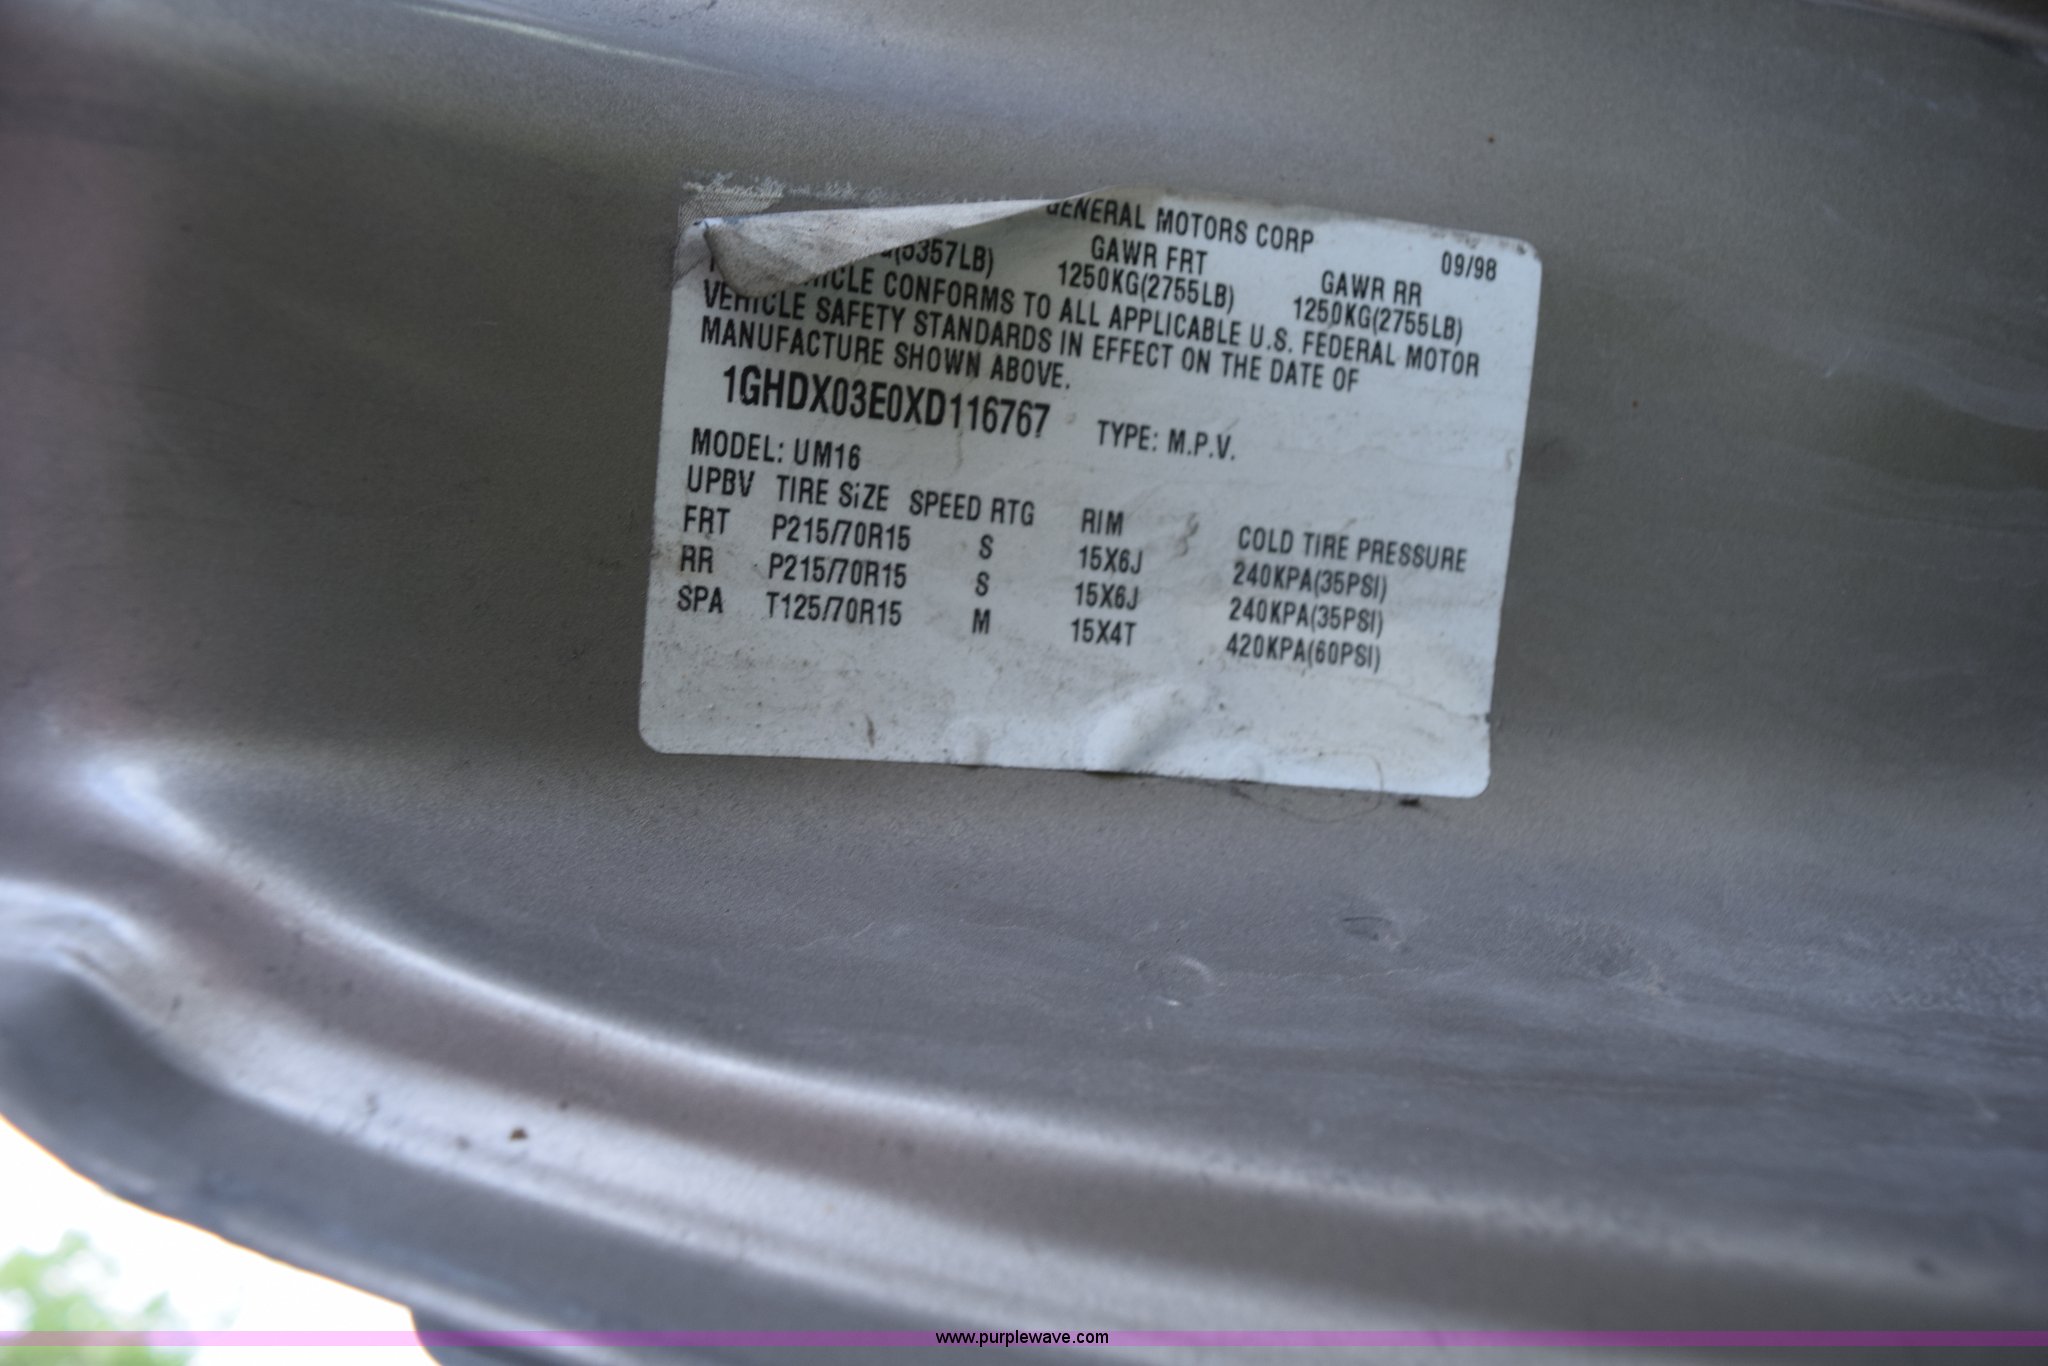 GENERAL MOTORS CORP
09/98
(5357LB) GAWR FRT GAWR RR
1250KG(2755LB) 1250KG(2755LB)
VEHICLE CONFORMS TO ALL APPLICABLE U.S. FEDERAL MOTOR
VEHICLE SAFETY STANDARDS IN EFFECT ON THE DATE OF
MANUFACTURE SHOWN ABOVE.
1GHDX03E0XD116767 TYPE: M.P.V.
MODEL: UM16
UPBV TIRE SiZE SPEED RTG RIM COLD TIRE PRESSURE
FRT P215/70R15 S 15X6J 240KPA(35PSI)
RR P215/70R15 S 15X6J 240KPA(35PSI)
SPA T125/70R15 M 15X4T 420KPA(60PSI)
www.purplewave.com